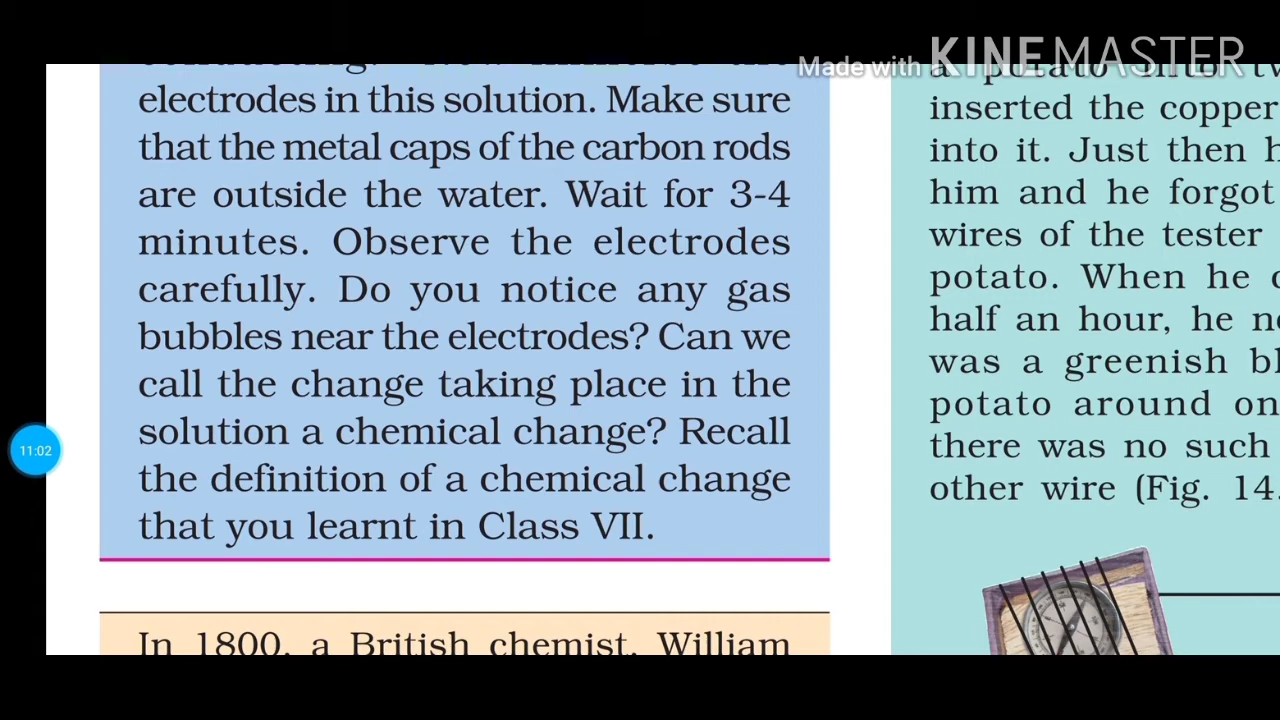 Made with KINEMASTER
electrodes in this solution. Make sure
that the metal caps of the carbon rods
are outside the water. Wait for 3-4
minutes. Observe the electrodes
carefully. Do you notice any gas
bubbles near the electrodes? Can we
call the change taking place in the
solution a chemical change? Recall
the definition of a chemical change
that you learnt in Class VII.
In 1800, a British chemist, William
a potato into
inserted the copper
into it. Just then
him and he forgot
wires of the tester
potato. When he
half an hour, he
was a greenish
potato around
there was no such
other wire (Fig. 14.
11:02